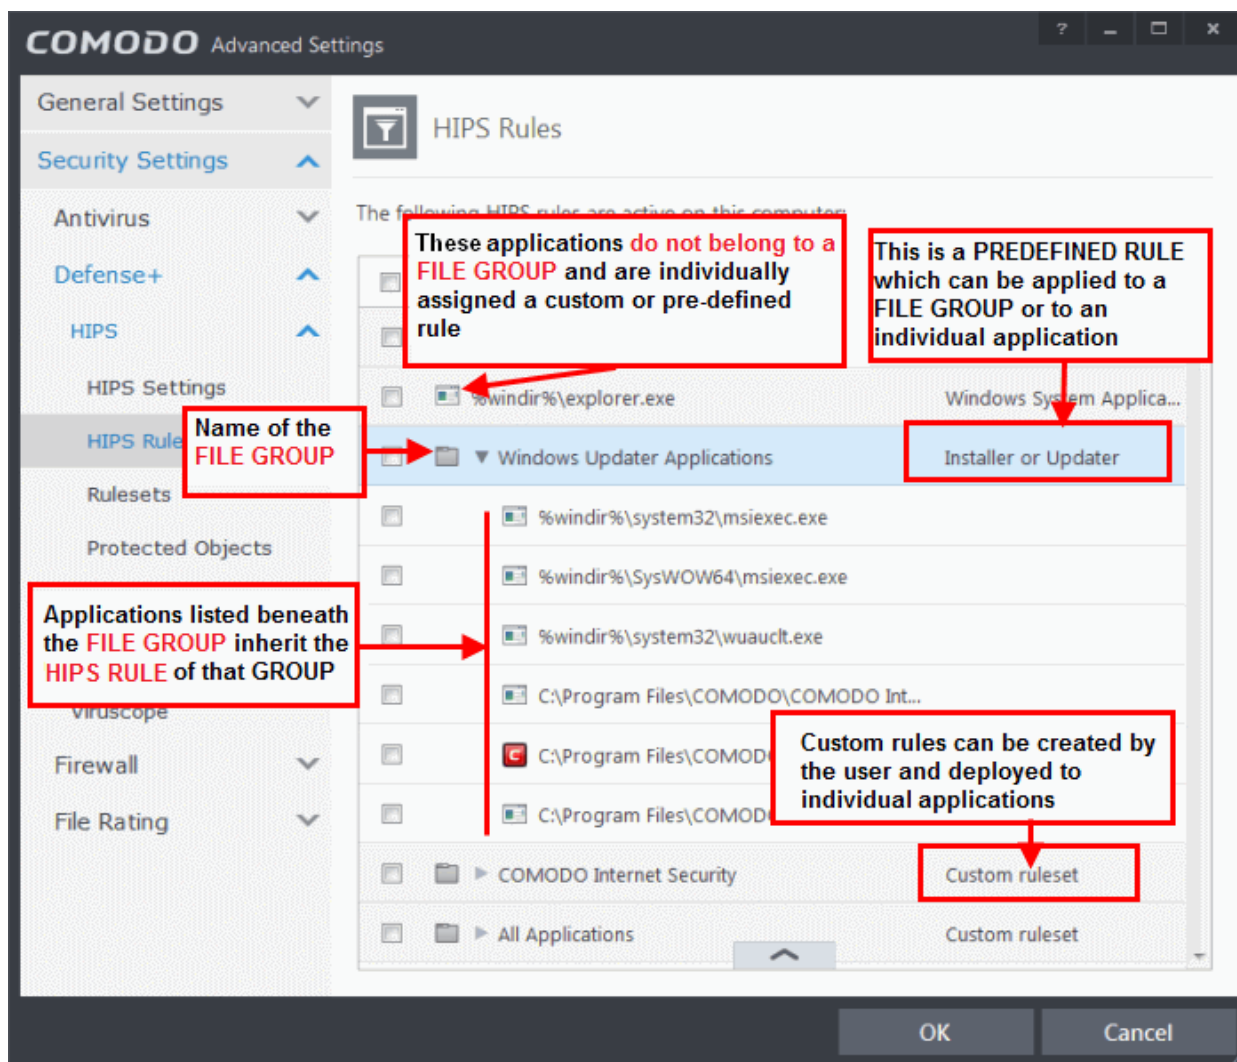 COMODO Advanced Settings
?
General Settings
Security Settings
Antivirus
Defense+
HIPS
HIPS Settings
HIPS Rule
Rulesets
Protected Objects
Viruscope
Firewall
File Rating
HIPS Rules
The following HIPS rules are active on this computer:
These applications do not belong to a
FILE GROUP and are individually
assigned a custom or pre-defined
rule
This is a PREDEFINED RULE
which can be applied to a
FILE GROUP or to an
individual application
%windir%\explorer.exe Windows System Applica...
Name of the
FILE GROUP
Windows Updater Applications Installer or Updater
%windir%\system32\msiexec.exe
%windir%\SysWOW64\msiexec.exe
Applications listed beneath
the FILE GROUP inherit the
HIPS RULE of that GROUP
%windir%\system32\wuauclt.exe
C:\Program Files\COMODO\COMODO Int...
C:\Program Files\COMOD
C:\Program Files\COMOD
Custom rules can be created by
the user and deployed to
individual applications
COMODO Internet Security Custom ruleset
All Applications Custom ruleset
OK Cancel